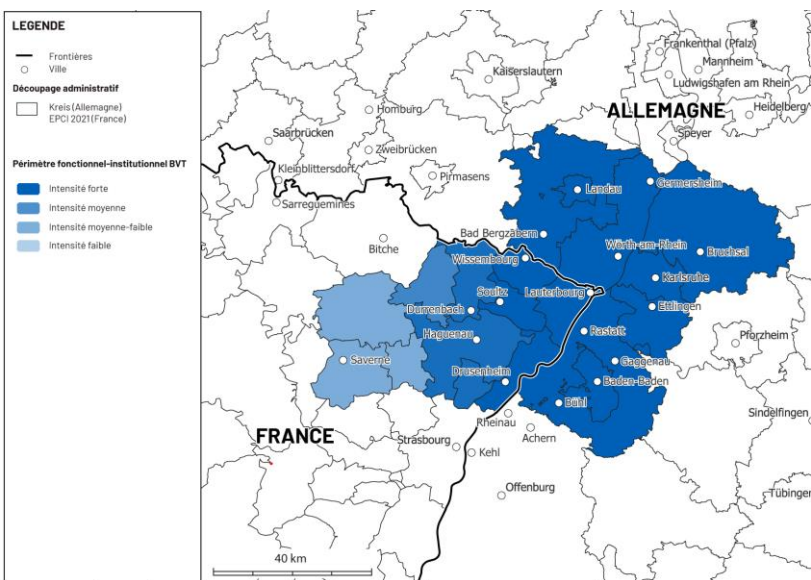 LEGENDE
Frontières
Ville
Découpage administratif
Kreis (Allemagne)
EPCI 2021 (France)
Périmètre fonctionnel-institutionnel BVT
Intensité forte
Intensité moyenne
Intensité moyenne-faible
Intensité faible
Frankenthal (Pfalz)
Mannheim
Kaiserslautern
Ludwigshafen am Rhein
ALLEMAGNE
Heidelberg
Homburg
Speyer
Saarbrücken
Zweibrücken
Kleinblittersdorf
Pirmasens
Germersheim
Landau
Sarreguemines
Bad Bergzabern
Bitche
Wissembourg
Würth-am-Rhein
Bruchsal
Karlsruhe
Soultz
Lauterbourg
Durrenbach
Ettlingen
Haguenau
Rastatt
Pforzheim
Saverne
Gaggenau
Drusenheim
Baden-Baden
Bühl
Rheinau
Sindelfingen
FRANCE
Achern
Strasbourg
Kehl
Offenburg
Tübinger
40 km